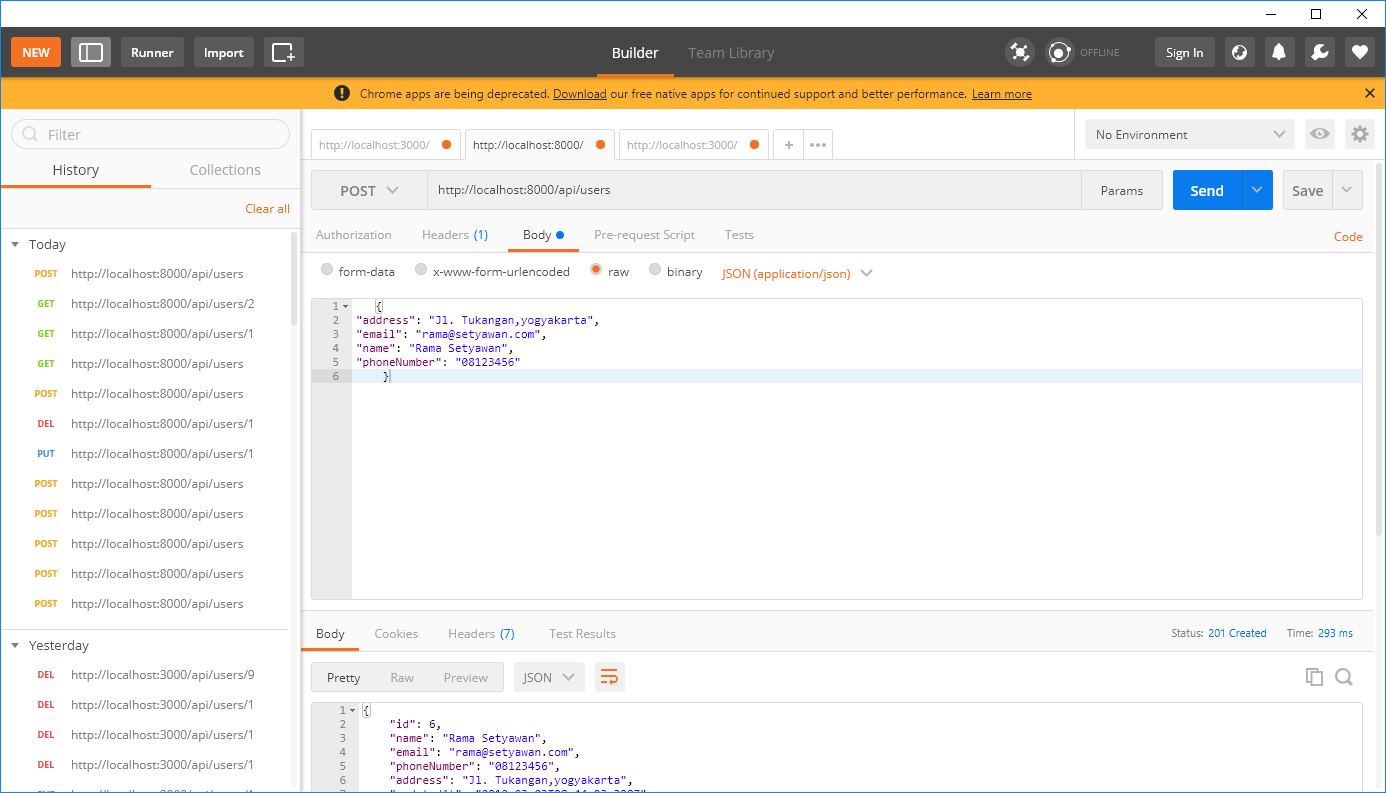 NEW Runner Import Builder Team Library OFFLINE Sign In
Chrome apps are being deprecated. Download our free native apps for continued support and better performance. Learn more
Filter
History Collections
Clear all
Today
POST http://localhost:8000/api/users
GET http://localhost:8000/api/users/2
GET http://localhost:8000/api/users/1
GET http://localhost:8000/api/users
POST http://localhost:8000/api/users
DEL http://localhost:8000/api/users/1
PUT http://localhost:8000/api/users/1
POST http://localhost:8000/api/users
POST http://localhost:8000/api/users
POST http://localhost:8000/api/users
POST http://localhost:8000/api/users
POST http://localhost:8000/api/users
Yesterday
DEL http://localhost:3000/api/users/9
DEL http://localhost:3000/api/users/1
DEL http://localhost:3000/api/users/1
DEL http://localhost:3000/api/users/1
http://localhost:3000/ http://localhost:8000/ http://localhost:3000/ + •••
No Environment
POST http://localhost:8000/api/users Params Send Save
Authorization Headers (1) Body Pre-request Script Tests Code
form-data x-www-form-urlencoded raw binary JSON (application/json)
1 {
2 "address": "Jl. Tukangan,yogyakarta",
3 "email": "rama@setyawan.com",
4 "name": "Rama Setyawan",
5 "phoneNumber": "08123456"
6 }
Body Cookies Headers (7) Test Results Status: 201 Created Time: 293 ms
Pretty Raw Preview JSON
1 {
2 "id": 6,
3 "name": "Rama Setyawan",
4 "email": "rama@setyawan.com",
5 "phoneNumber": "08123456",
6 "address": "Jl. Tukangan,yogyakarta",